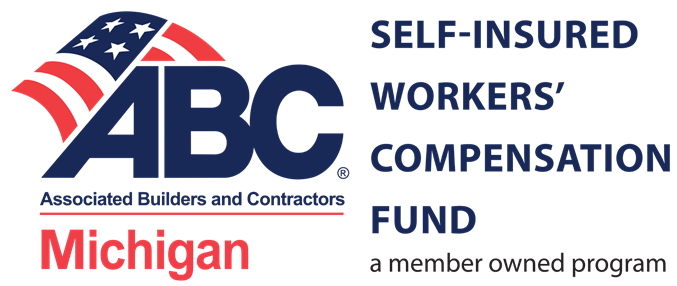 ABC®
Associated Builders and Contractors
Michigan
SELF-INSURED
WORKERS’
COMPENSATION
FUND
a member owned program